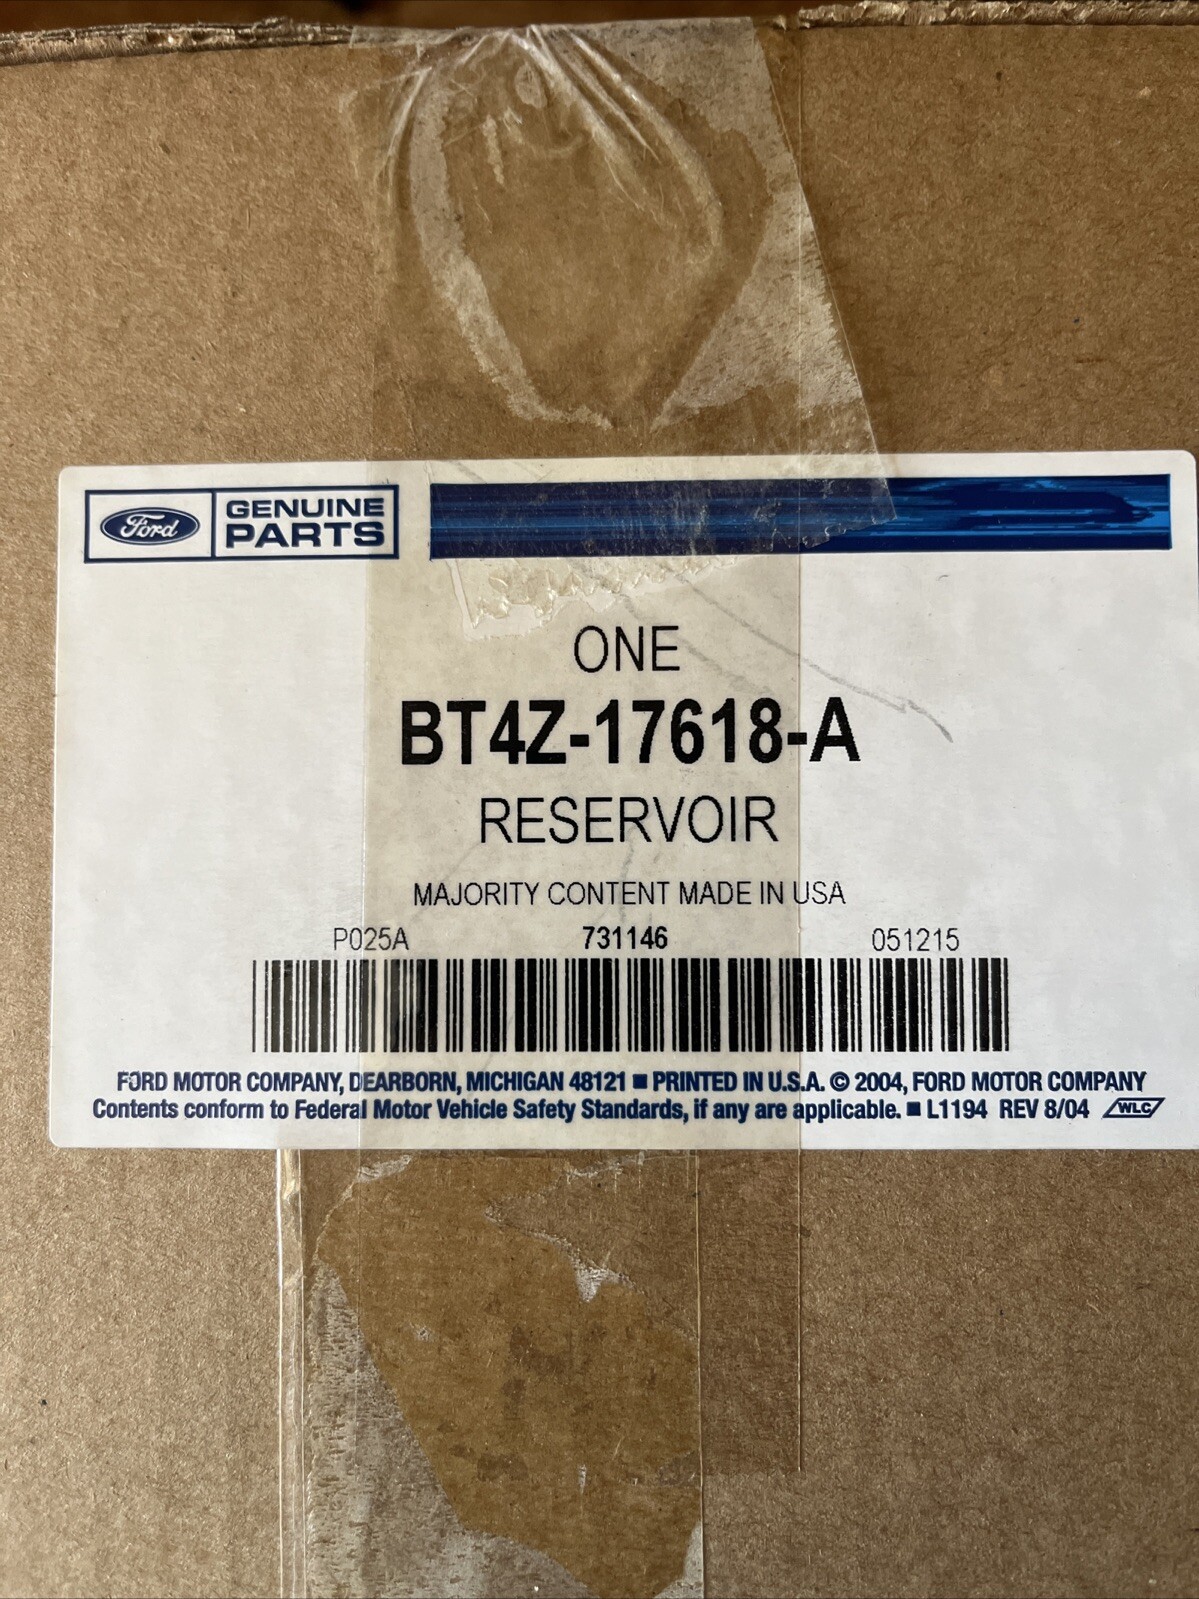 Ford
GENUINE
PARTS
ONE
BT4Z-17618-A
RESERVOIR
MAJORITY CONTENT MADE IN USA
P025A 731146 051215
FORD MOTOR COMPANY, DEARBORN, MICHIGAN 48121 ■ PRINTED IN U.S.A. © 2004, FORD MOTOR COMPANY
Contents conform to Federal Motor Vehicle Safety Standards, if any are applicable. ■ L1194 REV 8/04 WLC